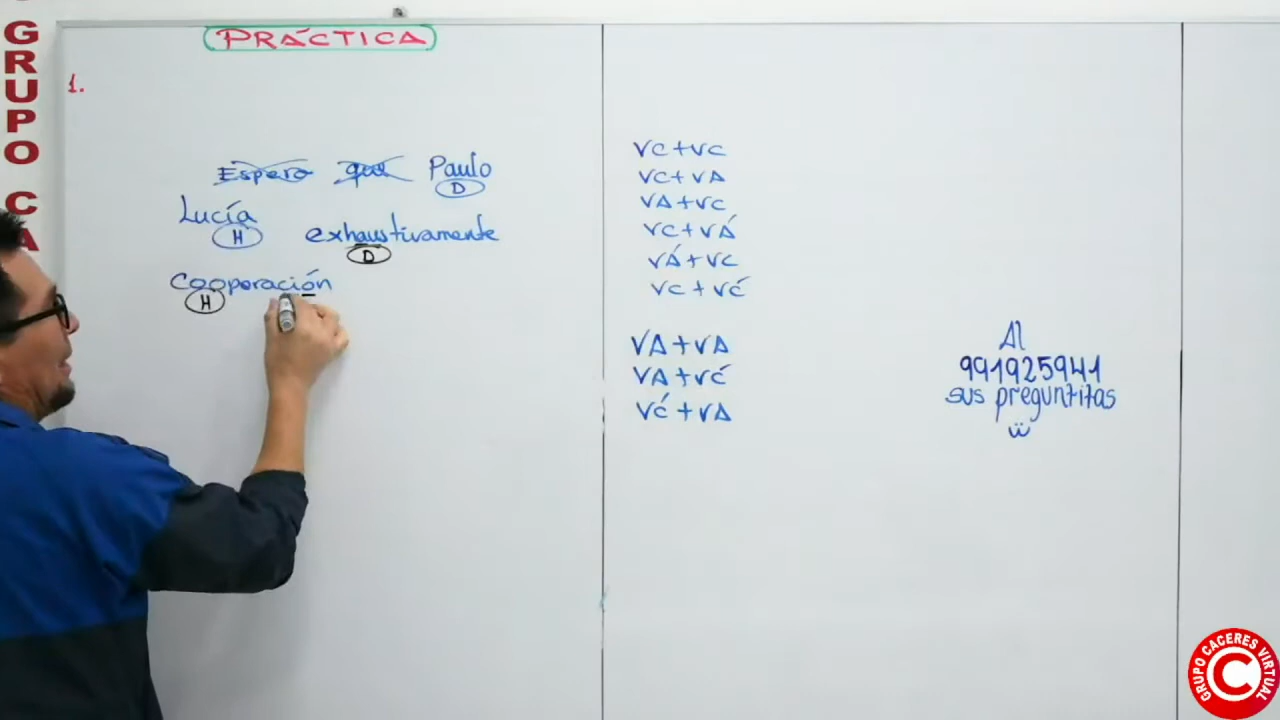 GRUPO CA
PRÁCTICA
1.
Espero que Paulo
D
Lucía exhaustivamente
H D
Cooperación
H
VC+VC
VC+VA
VA+VC
VC+VÁ
VÁ+VC
VC+VĆ
VA+VA
VA+VĆ
VĆ+VA
Al
991925941
sus preguntitas
GRUPO CACERES VIRTUAL
C